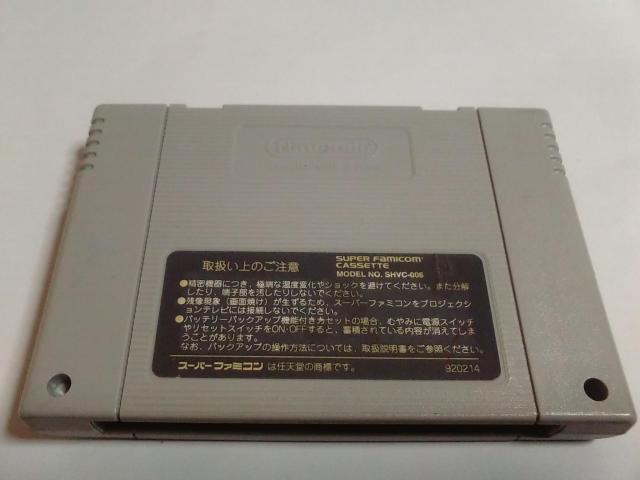 Nintendo
取扱い上のご注意
SUPER FAMICOM
CASSETTE
MODEL NO. SHVC-006
●精密機器につき、極端な温度変化やショックを避けてください。また分解
したり、端子部を汚したりしないでください。
●残像現象(画面焼け)が生ずるため、スーパーファミコンをプロジェクシ
ョンテレビには接続しないでください。
●バッテリーバックアップ機能付きカセットの場合、むやみに電源スイッチ
やリセットスイッチをON・OFFすると、蓄積されている内容が消えてしま
うことがあります。
なお、バックアップの操作方法については、取扱説明書をご参照ください。
スーパーファミコン は任天堂の商標です。
920214